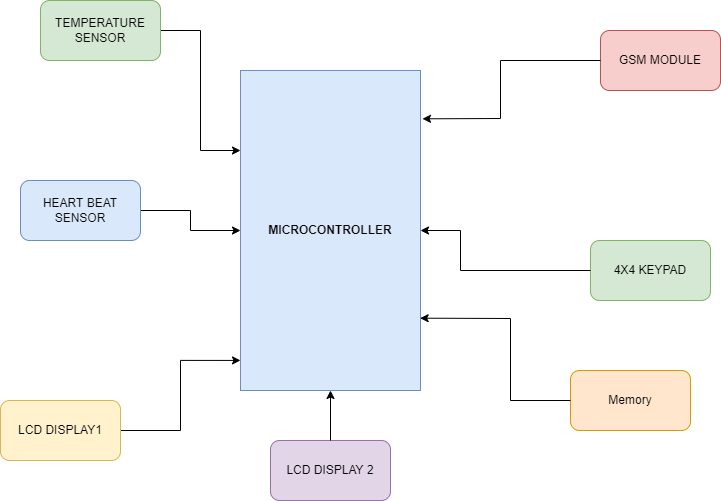 TEMPERATURE
SENSOR
GSM MODULE
HEART BEAT
SENSOR
MICROCONTROLLER
4X4 KEYPAD
Memory
LCD DISPLAY1
LCD DISPLAY 2